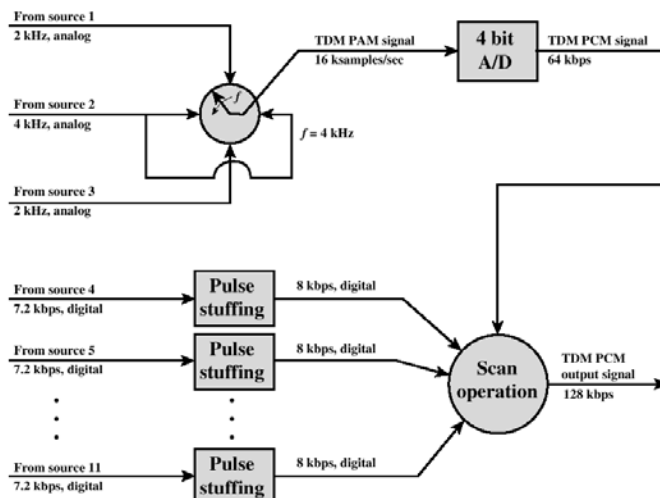 From source 1
2 kHz, analog
TDM PAM signal
16 ksamples/sec
4 bit
A/D
TDM PCM signal
64 kbps
f
From source 2
4 kHz, analog
f = 4 kHz
From source 3
2 kHz, analog
From source 4
7.2 kbps, digital
Pulse
stuffing
8 kbps, digital
From source 5
7.2 kbps, digital
Pulse
stuffing
8 kbps, digital
Scan
operation
TDM PCM
output signal
128 kbps
From source 11
7.2 kbps, digital
Pulse
stuffing
8 kbps, digital